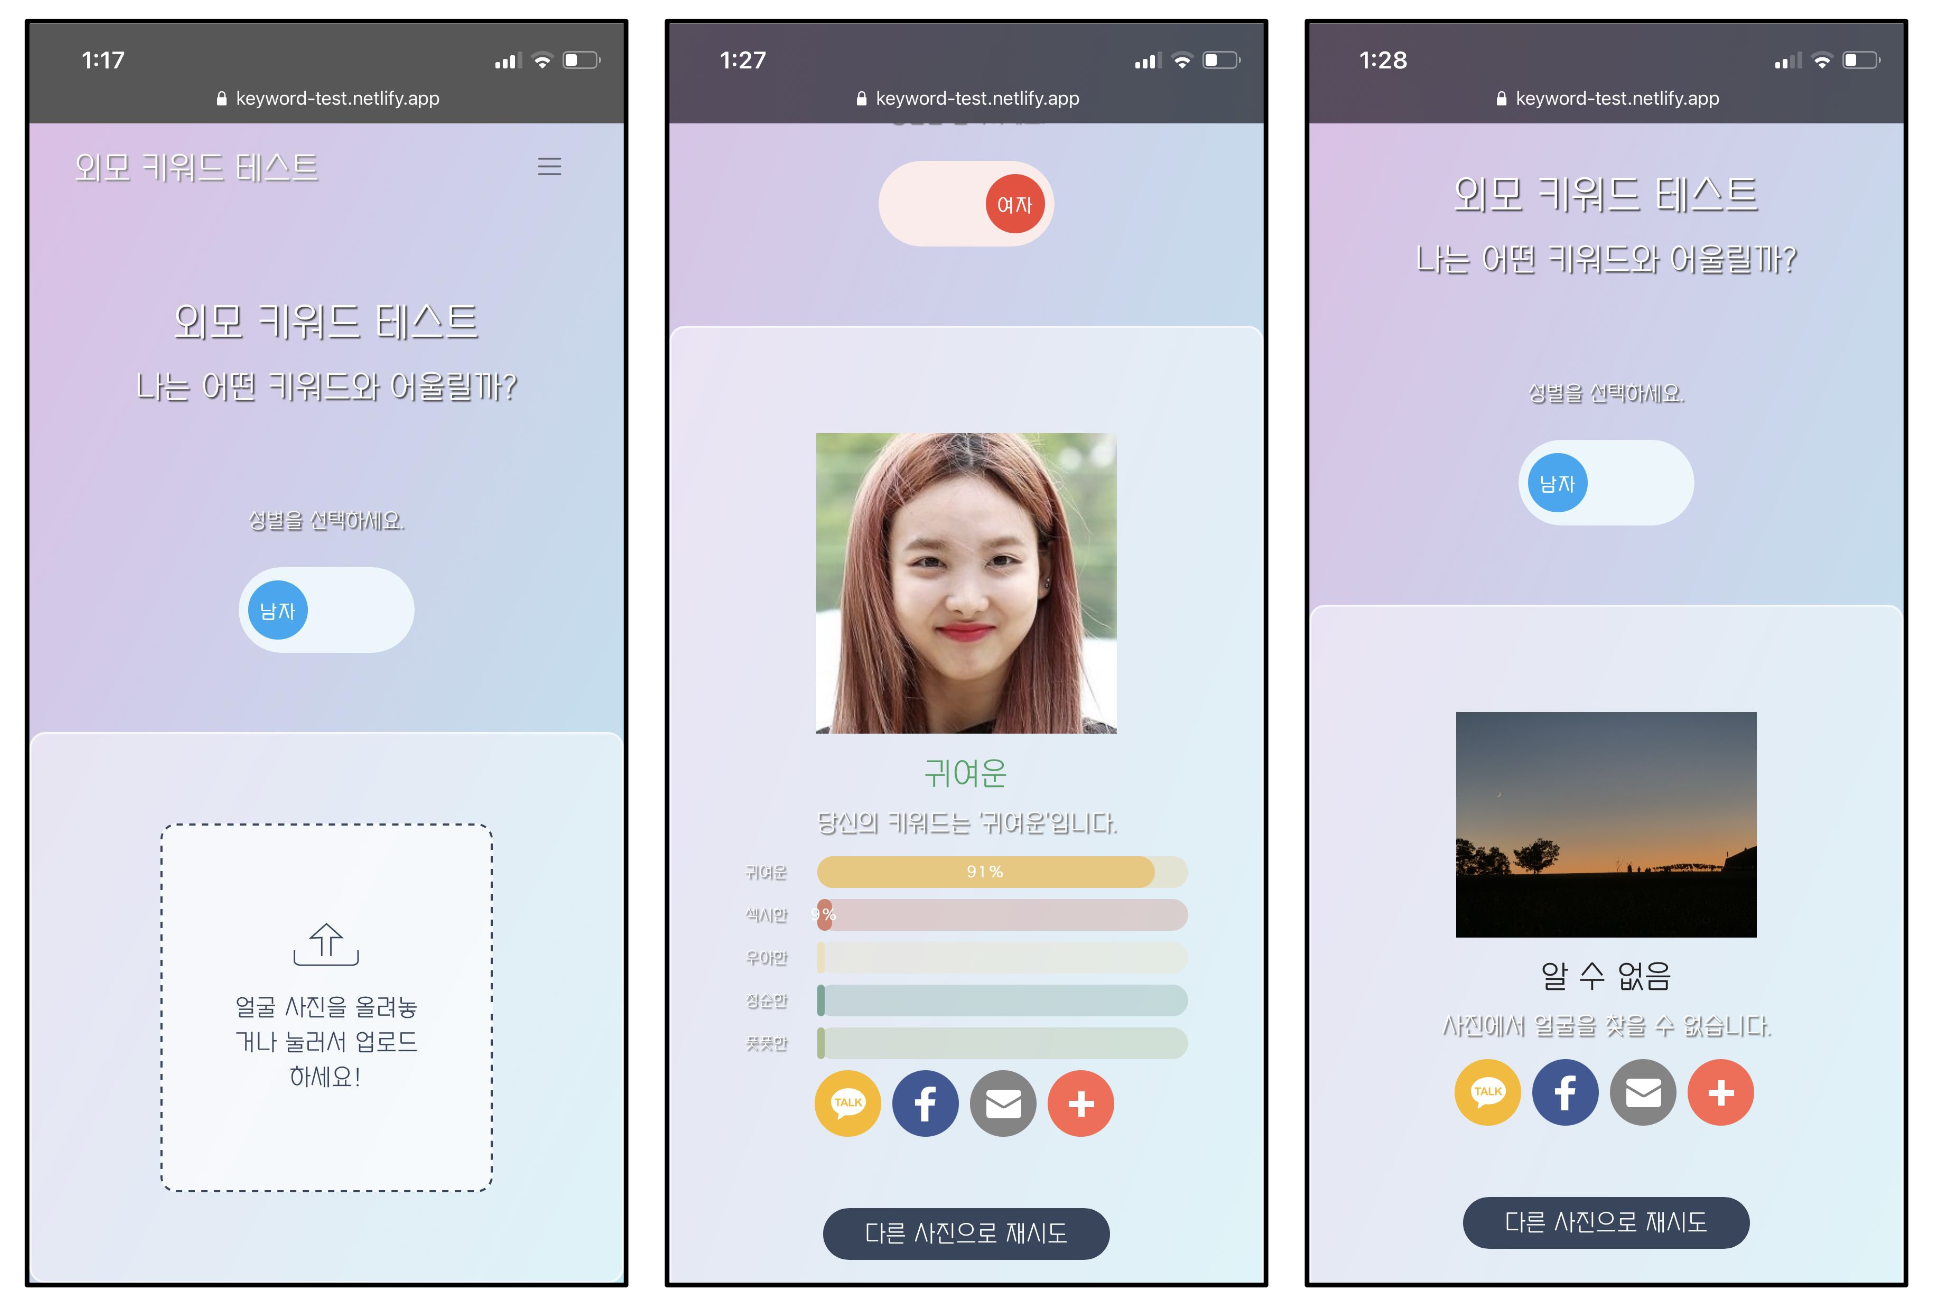 1:17
keyword-test.netlify.app
외모 키워드 테스트
외모 키워드 테스트
나는 어떤 키워드와 어울릴까?
성별을 선택하세요.
남자
얼굴 사진을 올려놓
거나 눌러서 업로드
하세요!
1:27
keyword-test.netlify.app
여자
귀여운
당신의 키워드는 '귀여운'입니다.
귀여운 91%
섹시한 9%
우아한
청순한
풋풋한
TALK
다른 사진으로 재시도
1:28
keyword-test.netlify.app
외모 키워드 테스트
나는 어떤 키워드와 어울릴까?
성별을 선택하세요.
남자
알 수 없음
사진에서 얼굴을 찾을 수 없습니다.
TALK
다른 사진으로 재시도